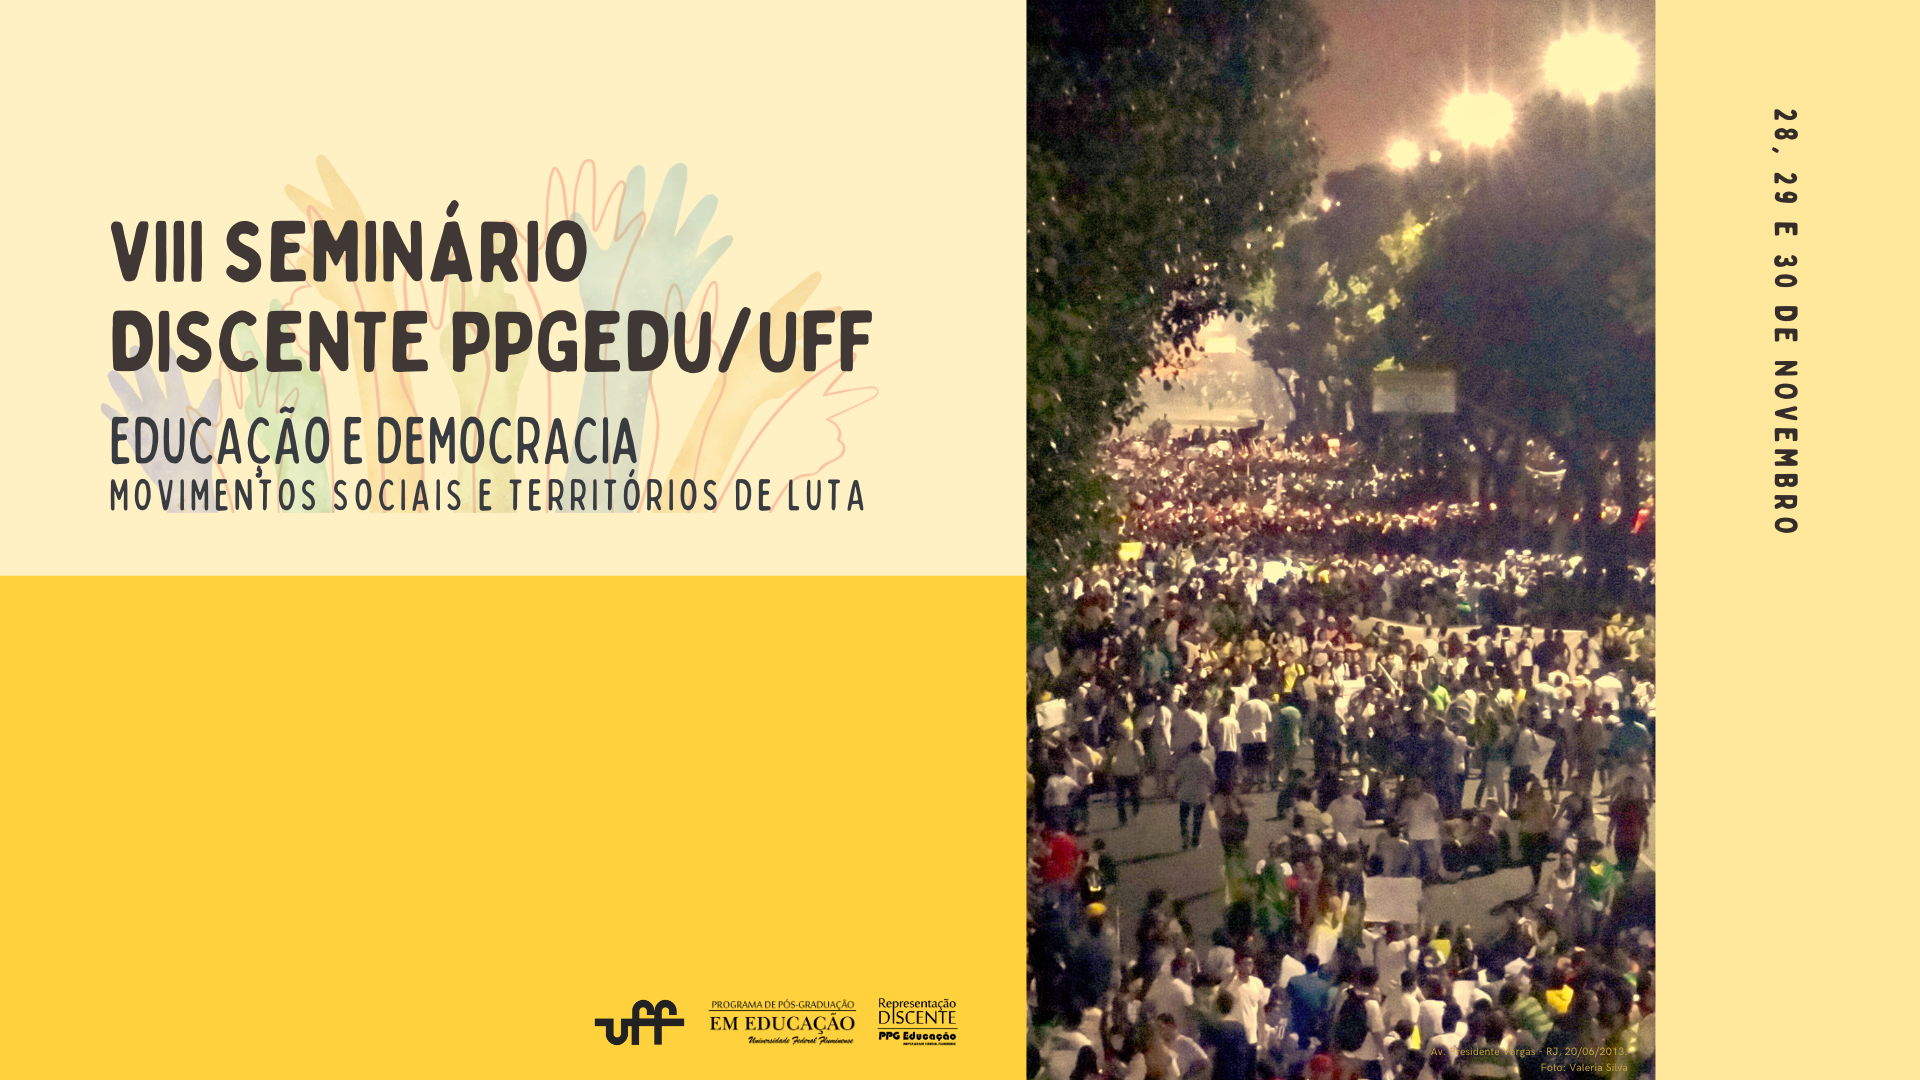 VIII SEMINÁRIO
DISCENTE PPGEDU/UFF
EDUCAÇÃO E DEMOCRACIA
MOVIMENTOS SOCIAIS E TERRITÓRIOS DE LUTA
28, 29 E 30 DE NOVEMBRO
uff
PROGRAMA DE PÓS-GRADUAÇÃO
EM EDUCAÇÃO
Universidade Federal Fluminense
Representação
DISCENTE
PPG Educação
Av. Presidente Vargas - RJ, 20/06/2013.
Foto: Valeria Silva